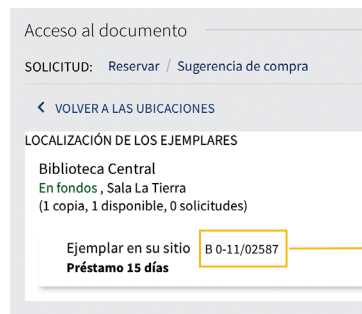 Acceso al documento
SOLICITUD: Reservar / Sugerencia de compra
< VOLVER A LAS UBICACIONES
LOCALIZACIÓN DE LOS EJEMPLARES
Biblioteca Central
En fondos , Sala La Tierra
(1 copia, 1 disponible, 0 solicitudes)
Ejemplar en su sitio B 0-11/02587
Préstamo 15 días